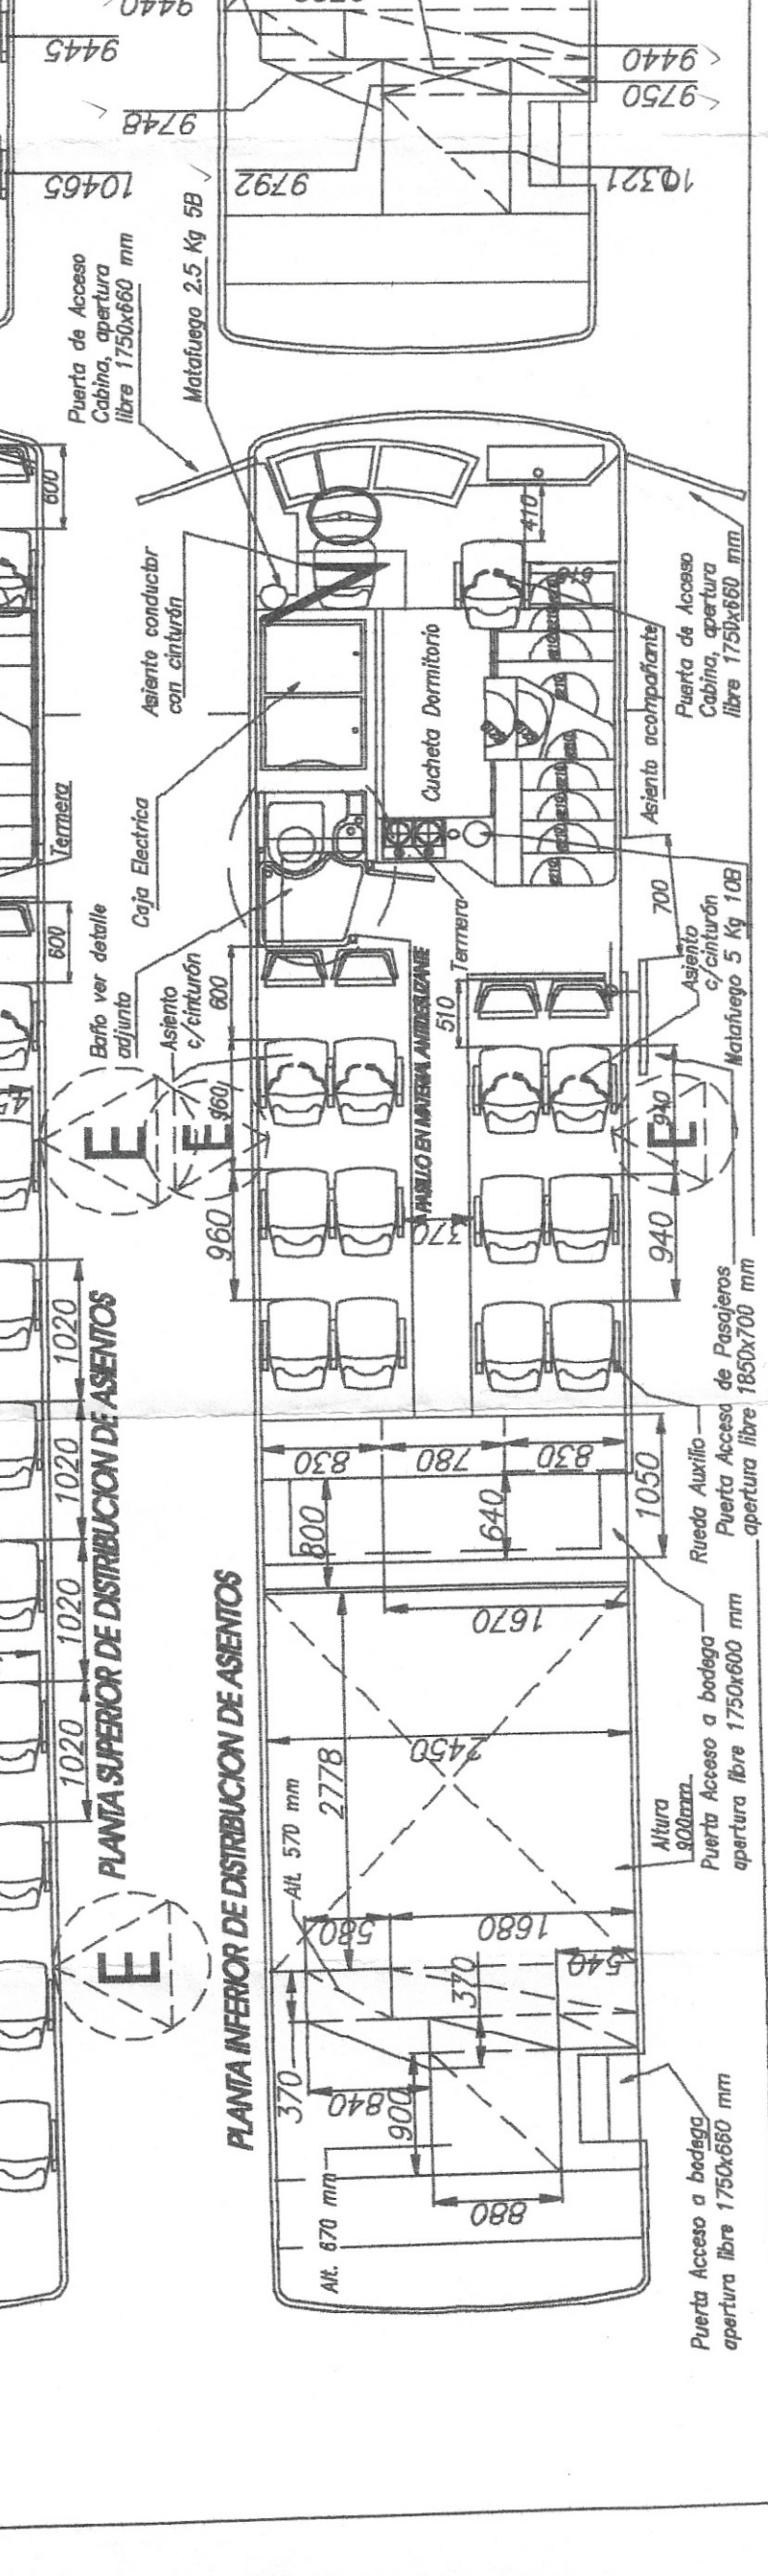 9440
9445
9748
10465
9792
9440
9750
10321
Puerta de Acceso
Cabina, apertura
libre 1750x660 mm
Matafuego 2.5 Kg 5B
600
Asiento conductor
con cinturón
410
Puerta de Acceso
Cabina, apertura
libre 1750x660 mm
Asiento acompañante
Cucheta Dormitorio
Caja Electrica
Termera
600
Baño ver detalle
adjunto
Asiento
c/cinturón
600
960
960
E
E
E
Termera
510
PASILLO EN MATERIAL ANTIDESLIZANTE
370
700
Asiento
c/cinturón
Matafuego 5 Kg 10B
940
940
Puerta Acceso de Pasajeros
apertura libre 1850x700 mm
Rueda Auxilio
1020
1020
1020
1020
PLANTA SUPERIOR DE DISTRIBUCION DE ASIENTOS
E
PLANTA INFERIOR DE DISTRIBUCION DE ASIENTOS
830
780
830
800
640
1050
1670
2450
2778
Puerta Acceso a bodega
apertura libre 1750x600 mm
Altura
900mm
Alt. 570 mm
580
1680
540
370
370
840
900
880
Alt. 670 mm
Puerta Acceso a bodega
apertura libre 1750x660 mm